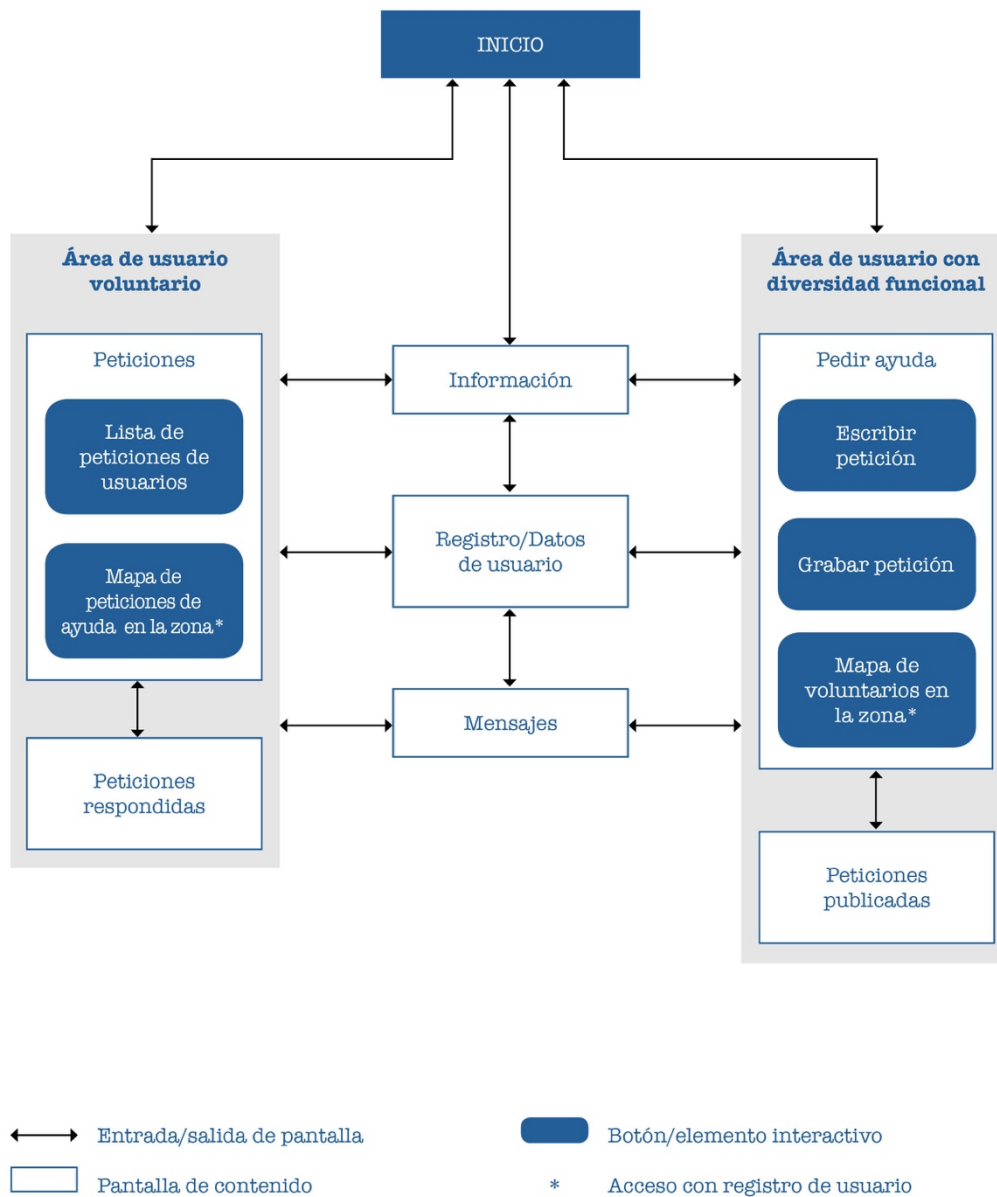 INICIO
Área de usuario
voluntario
Peticiones
Lista de
peticiones de
usuarios
Mapa de
peticiones de
ayuda en la zona*
Peticiones
respondidas
Información
Registro/Datos
de usuario
Mensajes
Área de usuario con
diversidad funcional
Pedir ayuda
Escribir
petición
Grabar petición
Mapa de
voluntarios en
la zona*
Peticiones
publicadas
Entrada/salida de pantalla
Botón/elemento interactivo
Pantalla de contenido
* Acceso con registro de usuario